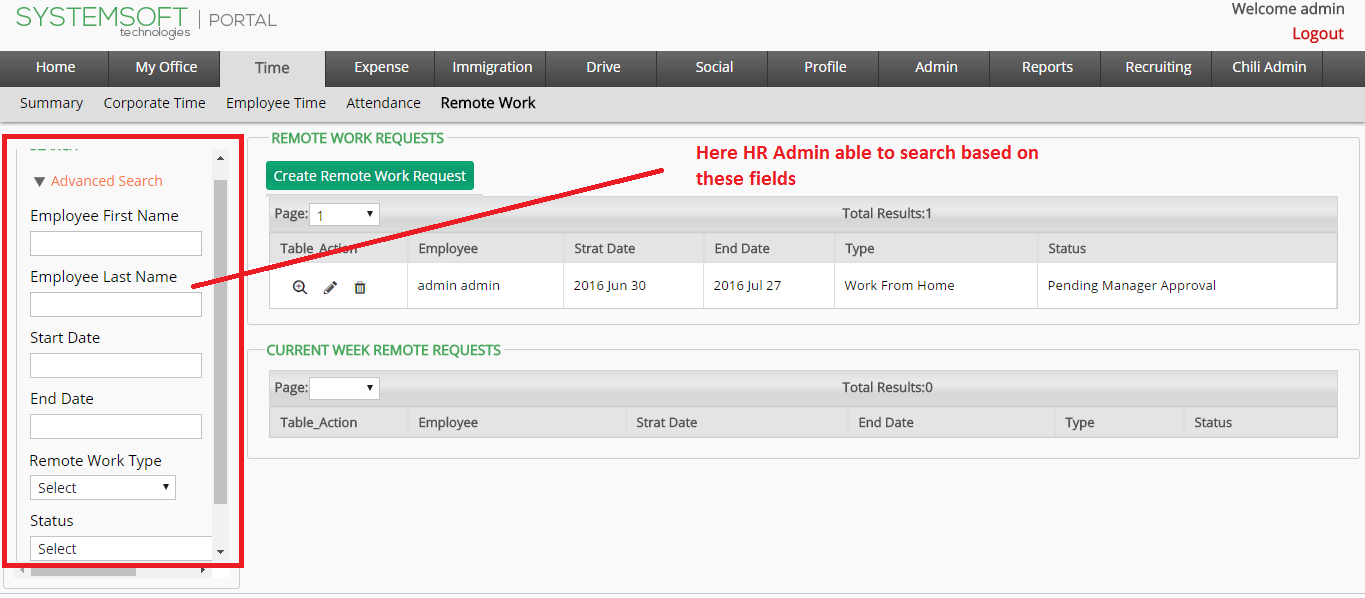 SYSTEMSOFT | PORTAL
technologies
Welcome admin
Logout
Home My Office Time Expense Immigration Drive Social Profile Admin Reports Recruiting Chili Admin
Summary Corporate Time Employee Time Attendance Remote Work
Advanced Search
Employee First Name
Employee Last Name
Start Date
End Date
Remote Work Type
Select
Status
Select
REMOTE WORK REQUESTS
Here HR Admin able to search based on
these fields
Create Remote Work Request
Page: 1 Total Results:1
Table_Action Employee Strat Date End Date Type Status
admin admin 2016 Jun 30 2016 Jul 27 Work From Home Pending Manager Approval
CURRENT WEEK REMOTE REQUESTS
Page: Total Results:0
Table_Action Employee Strat Date End Date Type Status